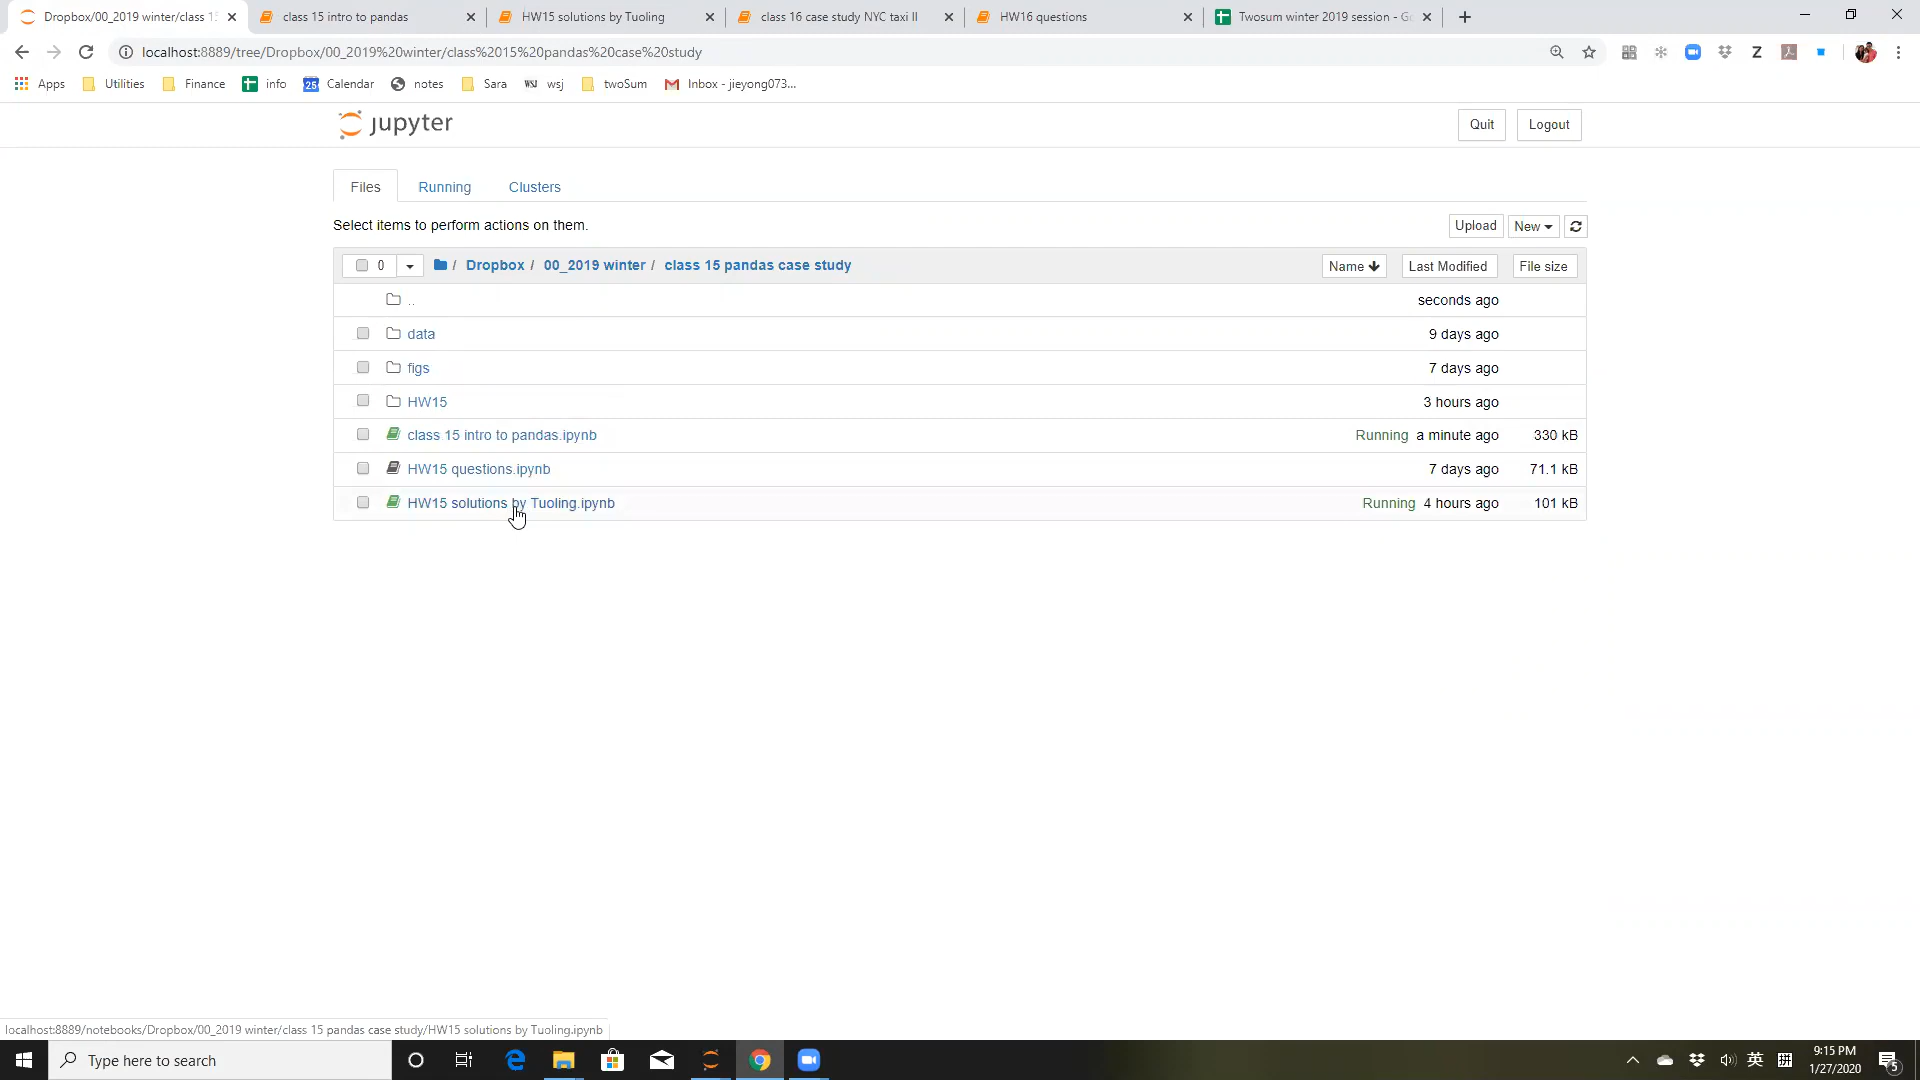 Dropbox/00_2019 winter/class 15
class 15 intro to pandas
HW15 solutions by Tuoling
class 16 case study NYC taxi II
HW16 questions
Twosum winter 2019 session - G
localhost:8889/tree/Dropbox/00_2019%20winter/class%2015%20pandas%20case%20study
Apps
Utilities
Finance
info
25
Calendar
notes
Sara
WSJ
wsj
twoSum
Inbox - jieyong073...
Z
jupyter
Quit
Logout
Files
Running
Clusters
Select items to perform actions on them.
Upload
New
0
/ Dropbox / 00_2019 winter / class 15 pandas case study
Name
Last Modified
File size
..
seconds ago
data
9 days ago
figs
7 days ago
HW15
3 hours ago
class 15 intro to pandas.ipynb
Running a minute ago
330 kB
HW15 questions.ipynb
7 days ago
71.1 kB
HW15 solutions by Tuoling.ipynb
Running 4 hours ago
101 kB
localhost:8889/notebooks/Dropbox/00_2019 winter/class 15 pandas case study/HW15 solutions by Tuoling.ipynb
Type here to search
英
拼
9:15 PM
1/27/2020
5